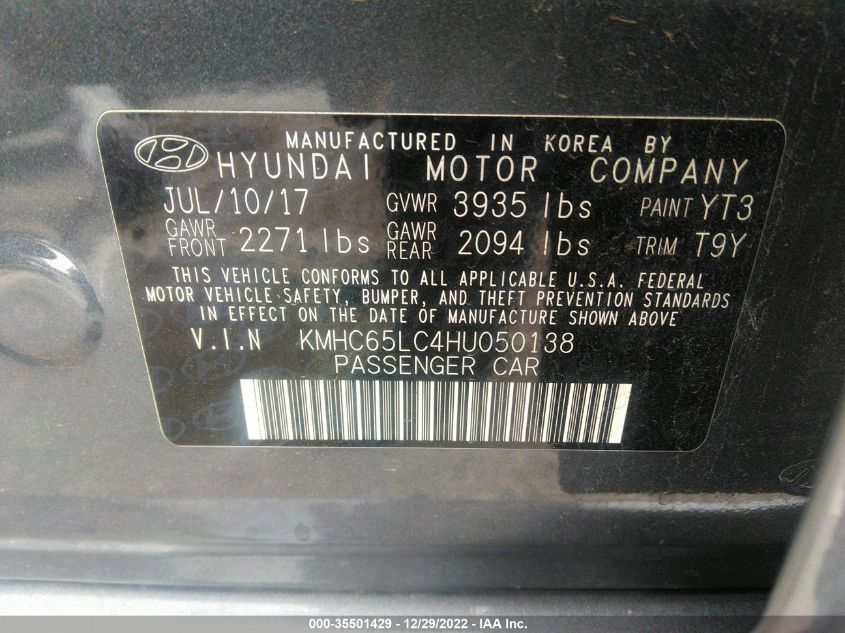 MANUFACTURED IN KOREA BY
HYUNDAI MOTOR COMPANY
JUL/10/17 GVWR 3935 lbs PAINT YT3
GAWR FRONT 2271 lbs GAWR REAR 2094 lbs TRIM T9Y
THIS VEHICLE CONFORMS TO ALL APPLICABLE U.S.A. FEDERAL
MOTOR VEHICLE SAFETY, BUMPER, AND THEFT PREVENTION STANDARDS
IN EFFECT ON THE DATE OF MANUFACTURE SHOWN ABOVE
V.I.N KMHC65LC4HU050138
PASSENGER CAR
000-35501429 - 12/29/2022 - IAA Inc.